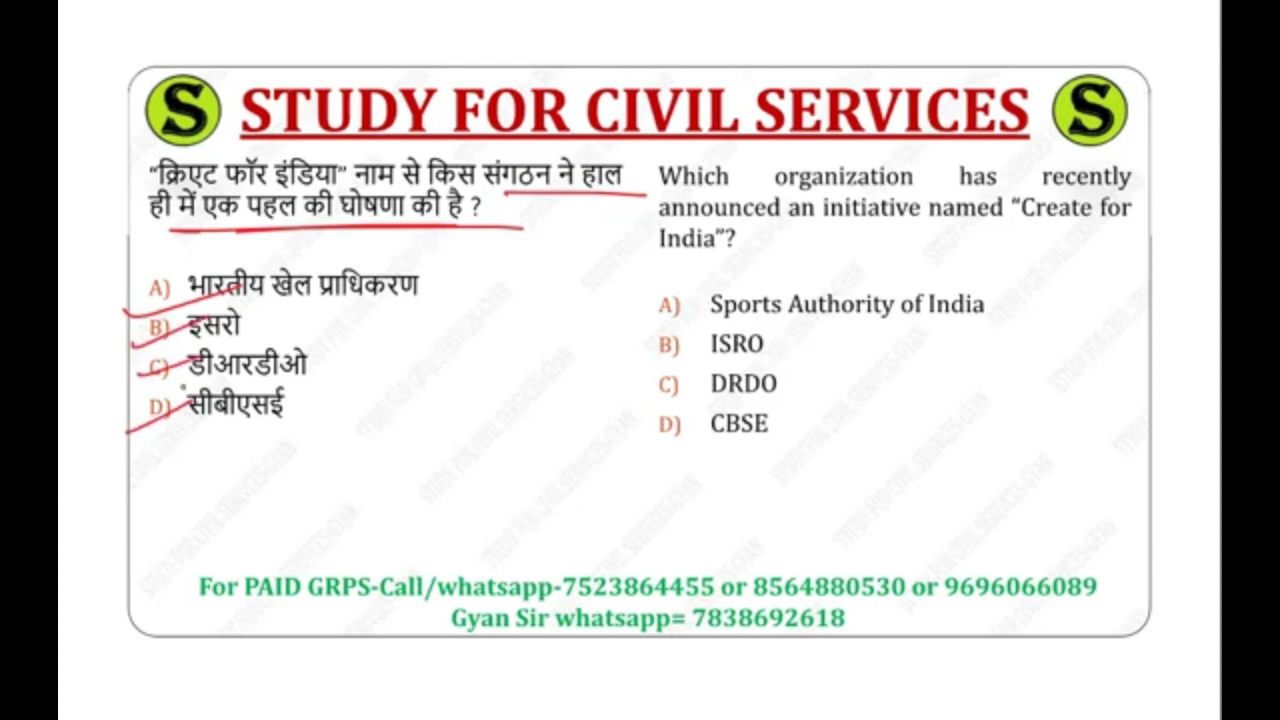 S STUDY FOR CIVIL SERVICES S
“क्रिएट फॉर इंडिया” नाम से किस संगठन ने हाल
ही में एक पहल की घोषणा की है ?
A) भारतीय खेल प्राधिकरण
B) इसरो
C) डीआरडीओ
D) सीबीएसई
Which organization has recently
announced an initiative named “Create for
India”?
A) Sports Authority of India
B) ISRO
C) DRDO
D) CBSE
For PAID GRPS-Call/whatsapp-7523864455 or 8564880530 or 9696066089
Gyan Sir whatsapp= 7838692618